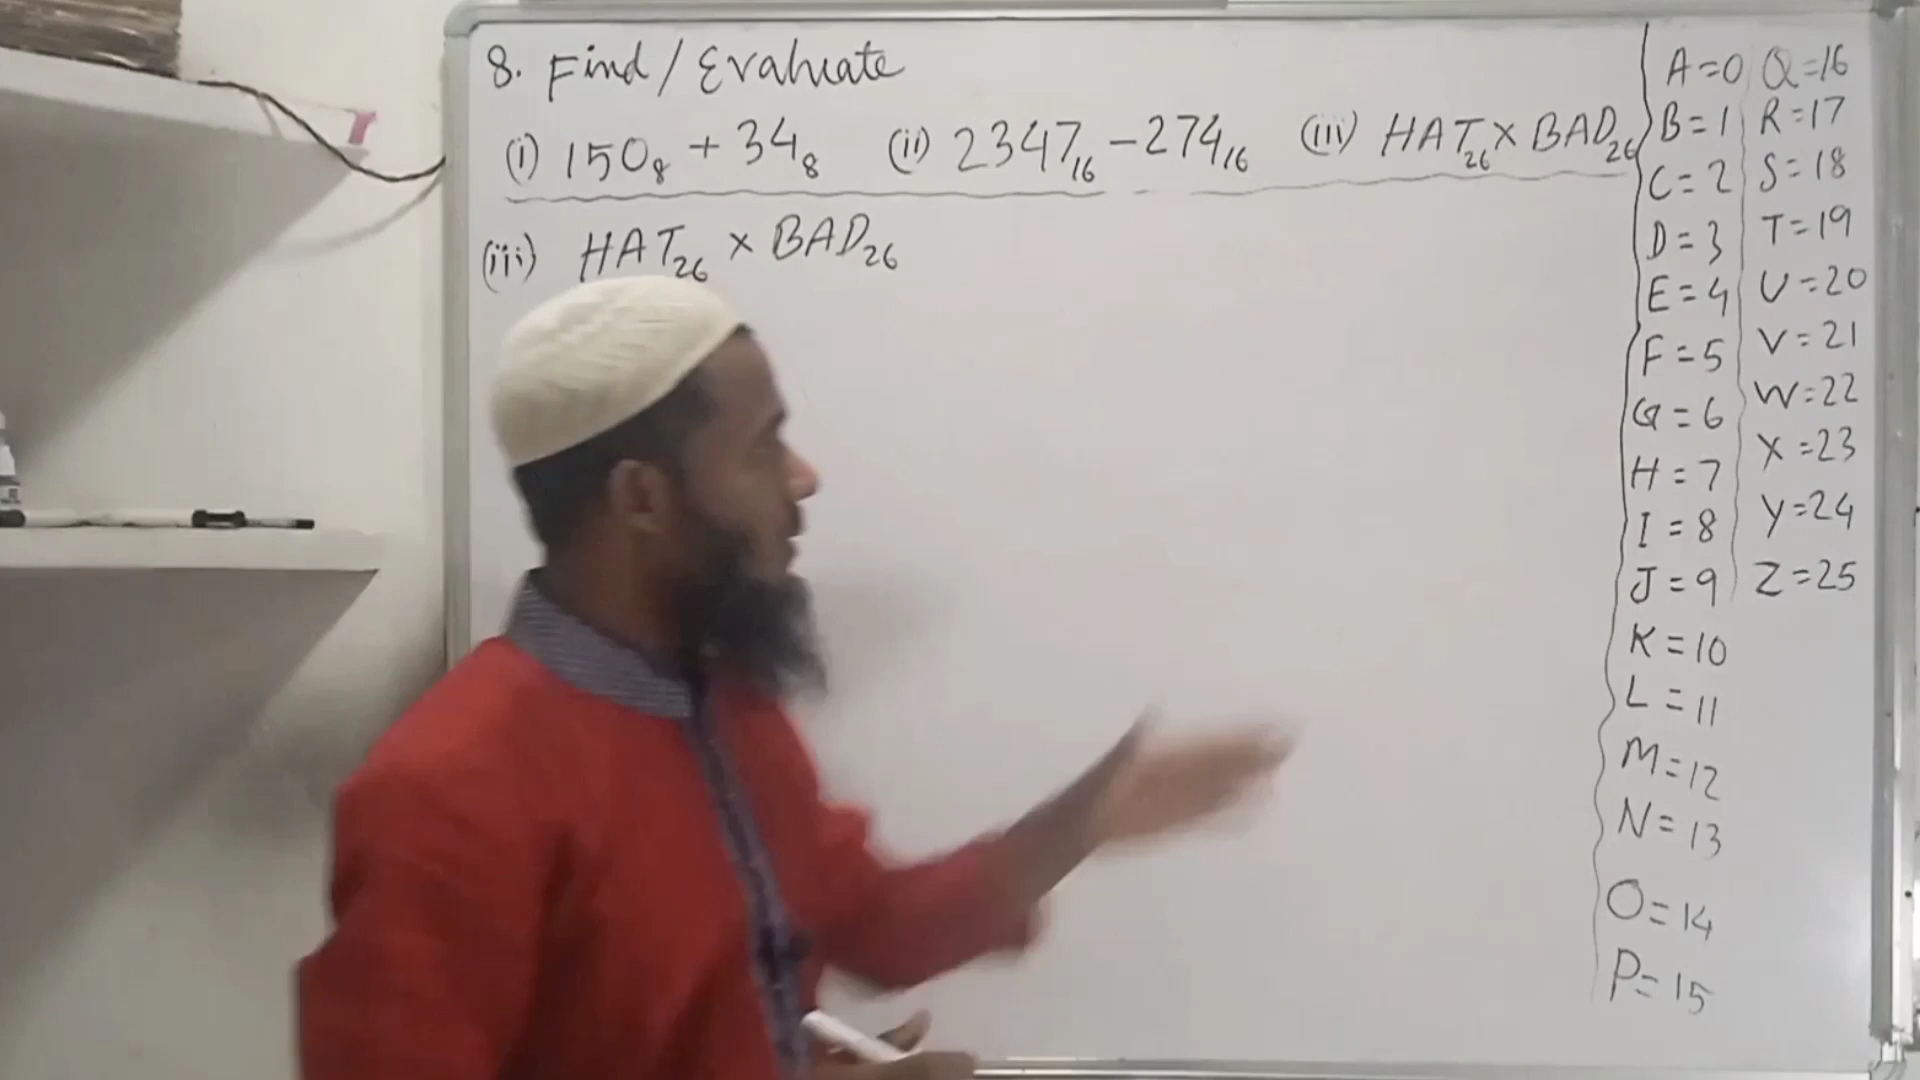 8. Find / Evaluate
(i) 150₈ + 34₈ (ii) 2347₁₆ - 274₁₆ (iii) HAT₂₆ × BAD₂₆
(iii) HAT₂₆ × BAD₂₆
A=0 Q=16
B=1 R=17
C=2 S=18
D=3 T=19
E=4 U=20
F=5 V=21
G=6 W=22
H=7 X=23
I=8 Y=24
J=9 Z=25
K=10
L=11
M=12
N=13
O=14
P=15